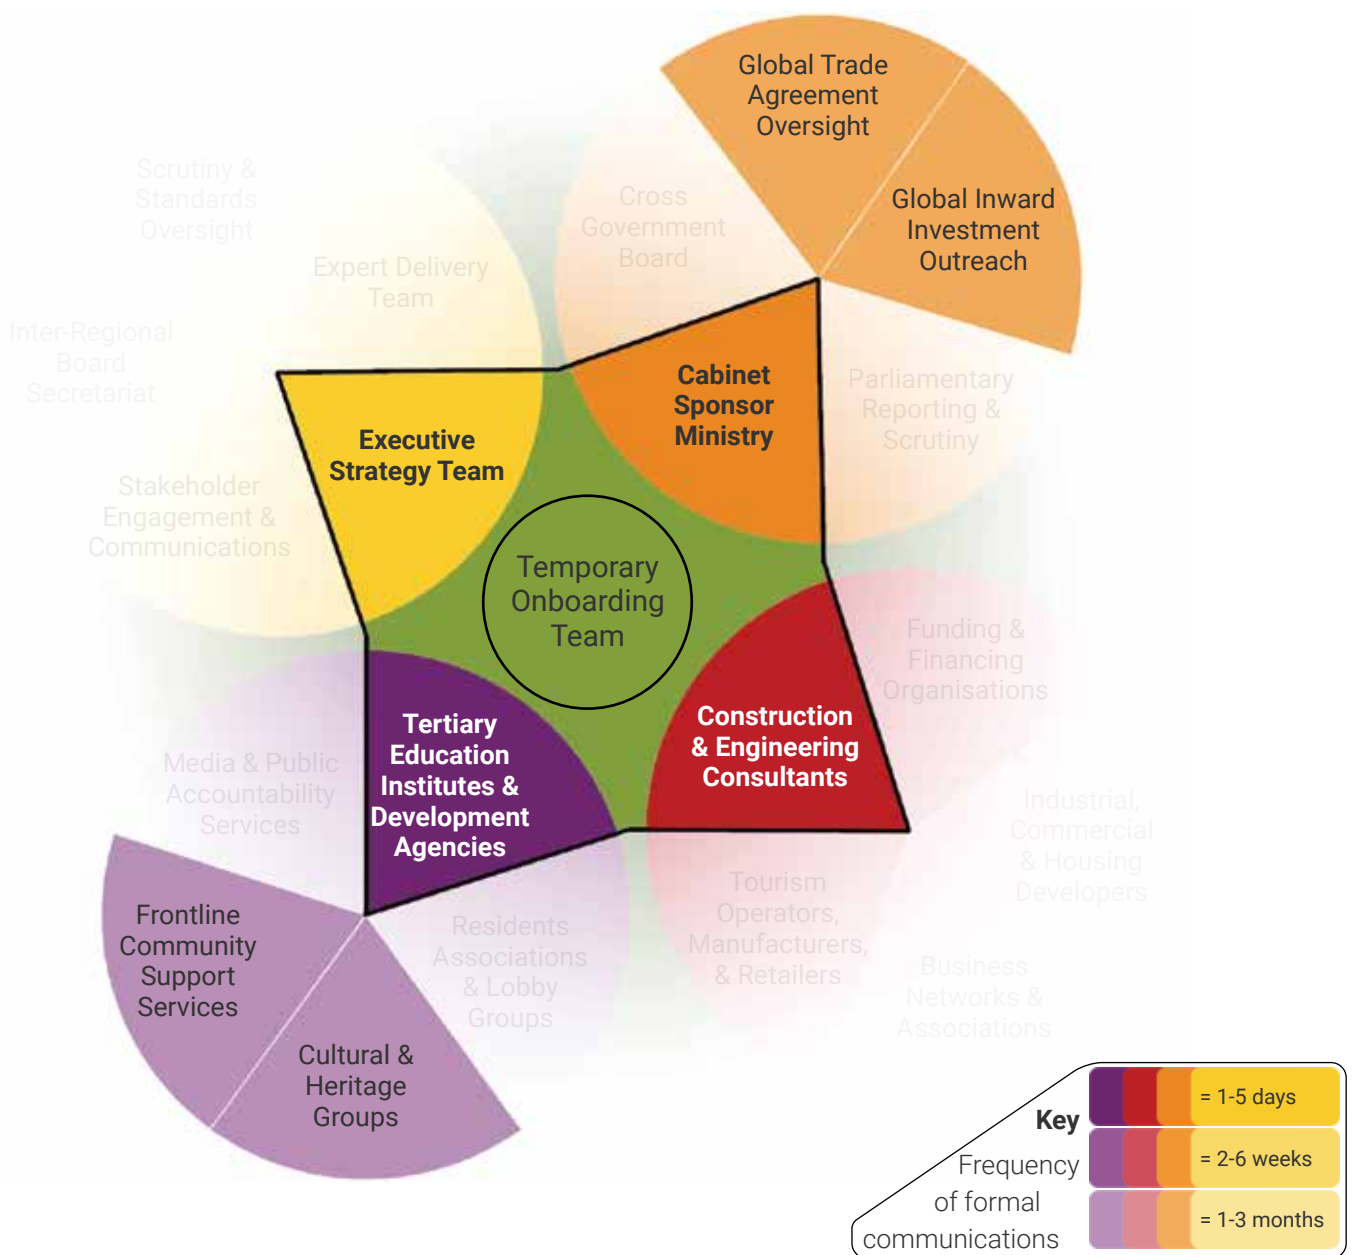 Global Trade
Agreement
Oversight
Global Inward
Investment
Outreach
Scrutiny &
Standards
Oversight
Cross
Government
Board
Expert Delivery
Team
Inter-Regional
Board
Secretariat
Cabinet
Sponsor
Ministry
Parliamentary
Reporting &
Scrutiny
Executive
Strategy Team
Stakeholder
Engagement &
Communications
Temporary
Onboarding
Team
Funding &
Financing
Organisations
Tertiary
Education
Institutes &
Development
Agencies
Construction
& Engineering
Consultants
Media & Public
Accountability
Services
Industrial,
Commercial
& Housing
Developers
Tourism
Operators,
Manufacturers,
& Retailers
Frontline
Community
Support
Services
Residents
Associations
& Lobby
Groups
Business
Networks &
Associations
Cultural &
Heritage
Groups
Key
Frequency
of formal
communications
= 1-5 days
= 2-6 weeks
= 1-3 months